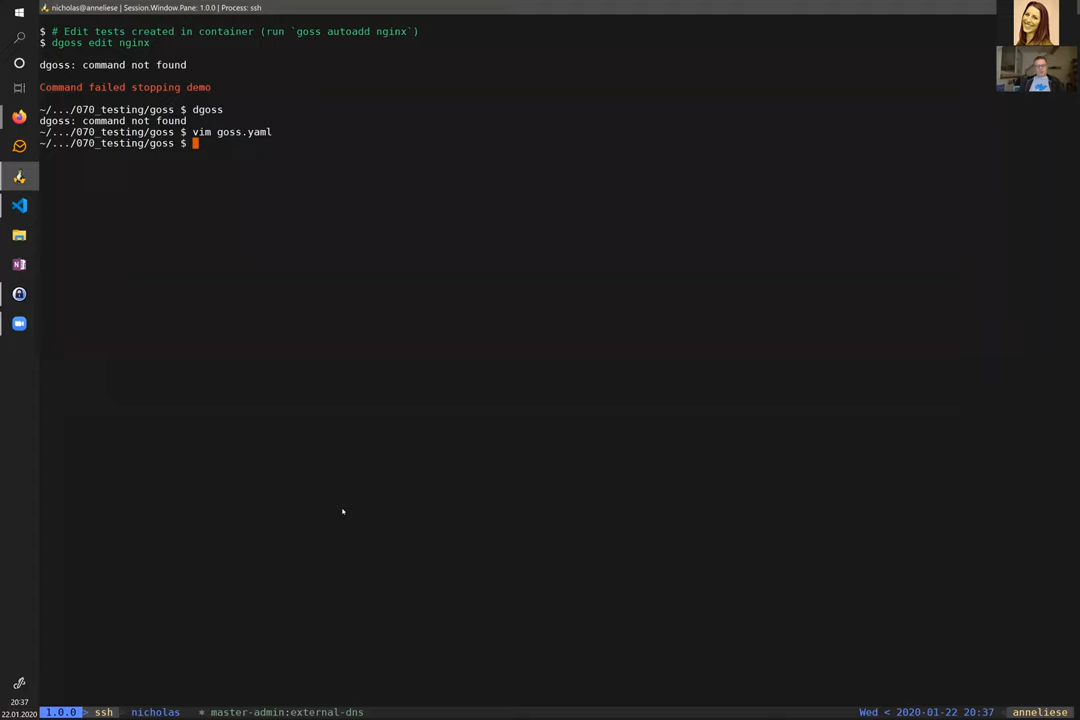 nicholas@anneliese | Session.Window.Pane: 1.0.0 | Process: ssh
$ # Edit tests created in container (run `goss autoadd nginx`)
$ dgoss edit nginx
dgoss: command not found
Command failed stopping demo
~/.../070_testing/goss $ dgoss
dgoss: command not found
~/.../070_testing/goss $ vim goss.yaml
~/.../070_testing/goss $
20:37
22.01.2020
1.0.0 > ssh > nicholas * master-admin:external-dns
Wed < 2020-01-22 20:37 < anneliese